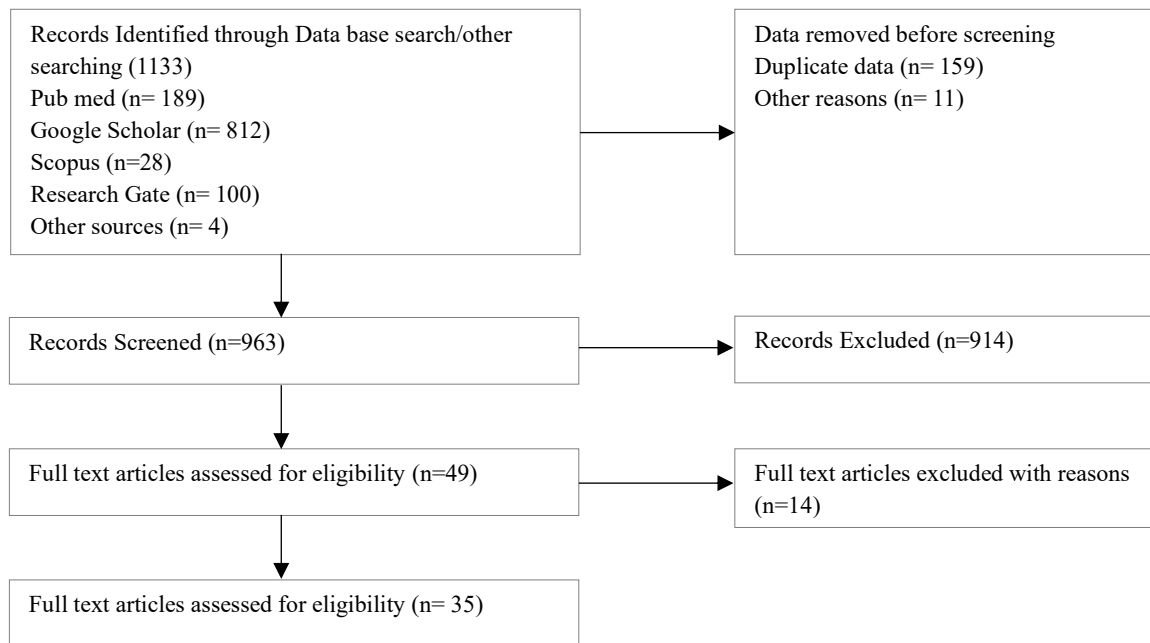 Records Identified through Data base search/other
searching (1133)
Pub med (n= 189)
Google Scholar (n= 812)
Scopus (n=28)
Research Gate (n= 100)
Other sources (n= 4)
Data removed before screening
Duplicate data (n= 159)
Other reasons (n= 11)
Records Screened (n=963)
Records Excluded (n=914)
Full text articles assessed for eligibility (n=49)
Full text articles excluded with reasons
(n=14)
Full text articles assessed for eligibility (n= 35)